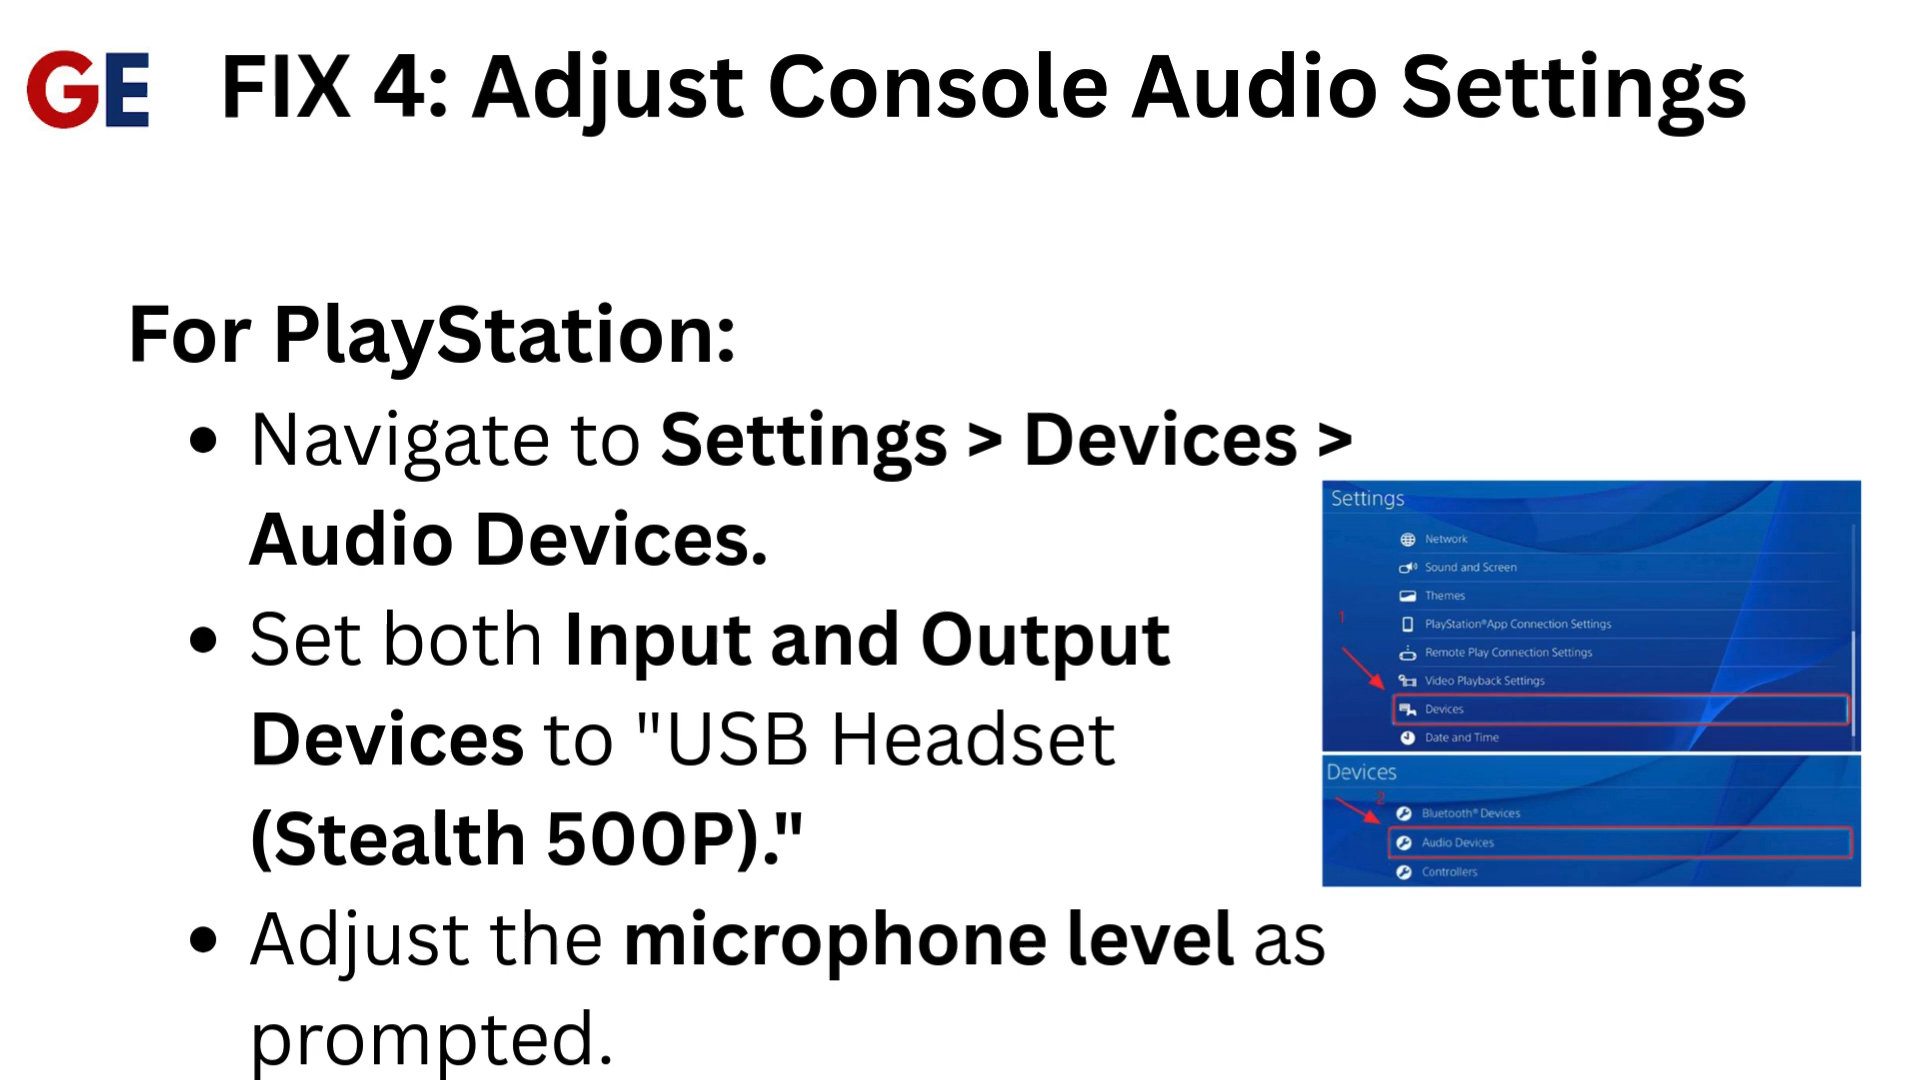 GE
FIX 4: Adjust Console Audio Settings
For PlayStation:
• Navigate to Settings > Devices >
Audio Devices.
• Set both Input and Output
Devices to "USB Headset
(Stealth 500P)."
• Adjust the microphone level as
prompted.
Settings
Network
Sound and Screen
Themes
1
PlayStation®App Connection Settings
Remote Play Connection Settings
Video Playback Settings
Devices
Date and Time
Devices
2
Bluetooth® Devices
Audio Devices
Controllers